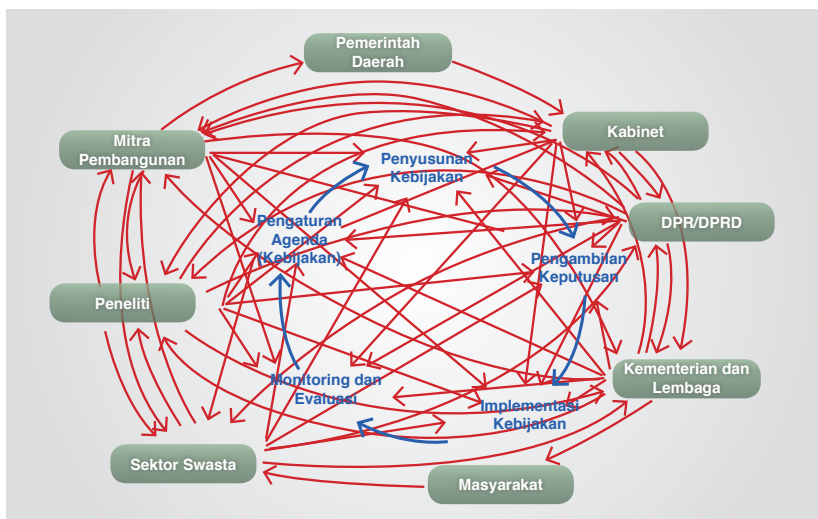 Pemerintah
Daerah
Mitra
Pembangunan
Kabinet
Penyusunan
Kebijakan
Pengaturan
Agenda
(Kebijakan)
DPR/DPRD
Pengambilan
Keputusan
Peneliti
Monitoring dan
Evaluasi
Implementasi
Kebijakan
Kementerian dan
Lembaga
Sektor Swasta
Masyarakat